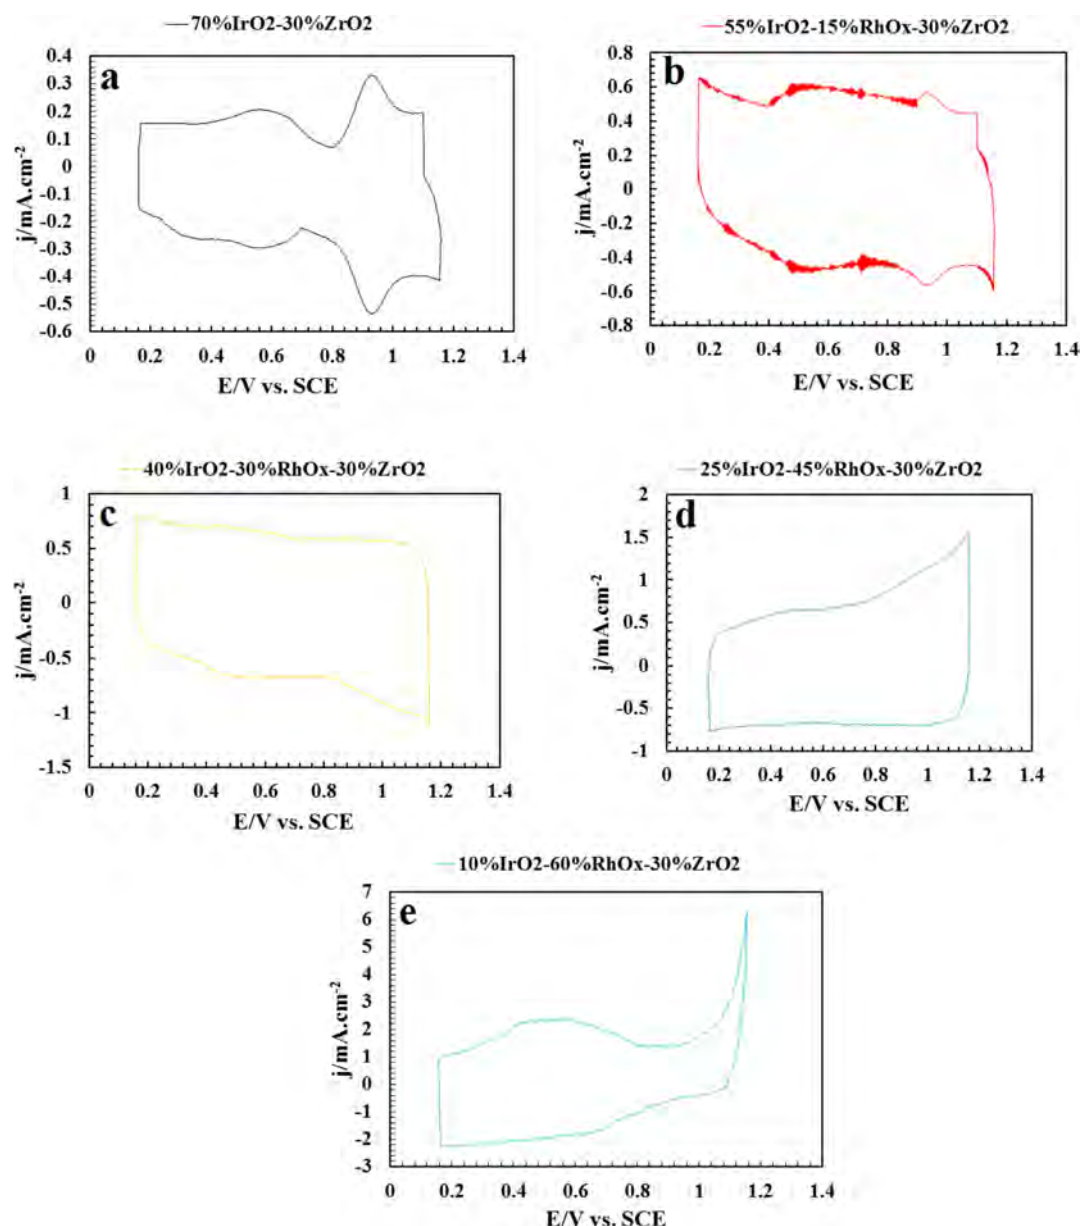 70%IrO2-30%ZrO2
a
0.4
0.3
0.2
0.1
0
-0.1
-0.2
-0.3
-0.4
-0.5
-0.6
j/mA.cm-2
0 0.2 0.4 0.6 0.8 1 1.2 1.4
E/V vs. SCE
55%IrO2-15%RhOx-30%ZrO2
b
0.8
0.6
0.4
0.2
0
-0.2
-0.4
-0.6
-0.8
j/mA.cm-2
0 0.2 0.4 0.6 0.8 1 1.2 1.4
E/V vs. SCE
40%IrO2-30%RhOx-30%ZrO2
c
1
0.5
0
-0.5
-1
-1.5
j/mA.cm-2
0 0.2 0.4 0.6 0.8 1 1.2 1.4
E/V vs. SCE
25%IrO2-45%RhOx-30%ZrO2
d
2
1.5
1
0.5
0
-0.5
-1
j/mA.cm-2
0 0.2 0.4 0.6 0.8 1 1.2 1.4
E/V vs. SCE
10%IrO2-60%RhOx-30%ZrO2
e
7
6
5
4
3
2
1
0
-1
-2
-3
j/mA.cm-2
0 0.2 0.4 0.6 0.8 1 1.2 1.4
E/V vs. SCE